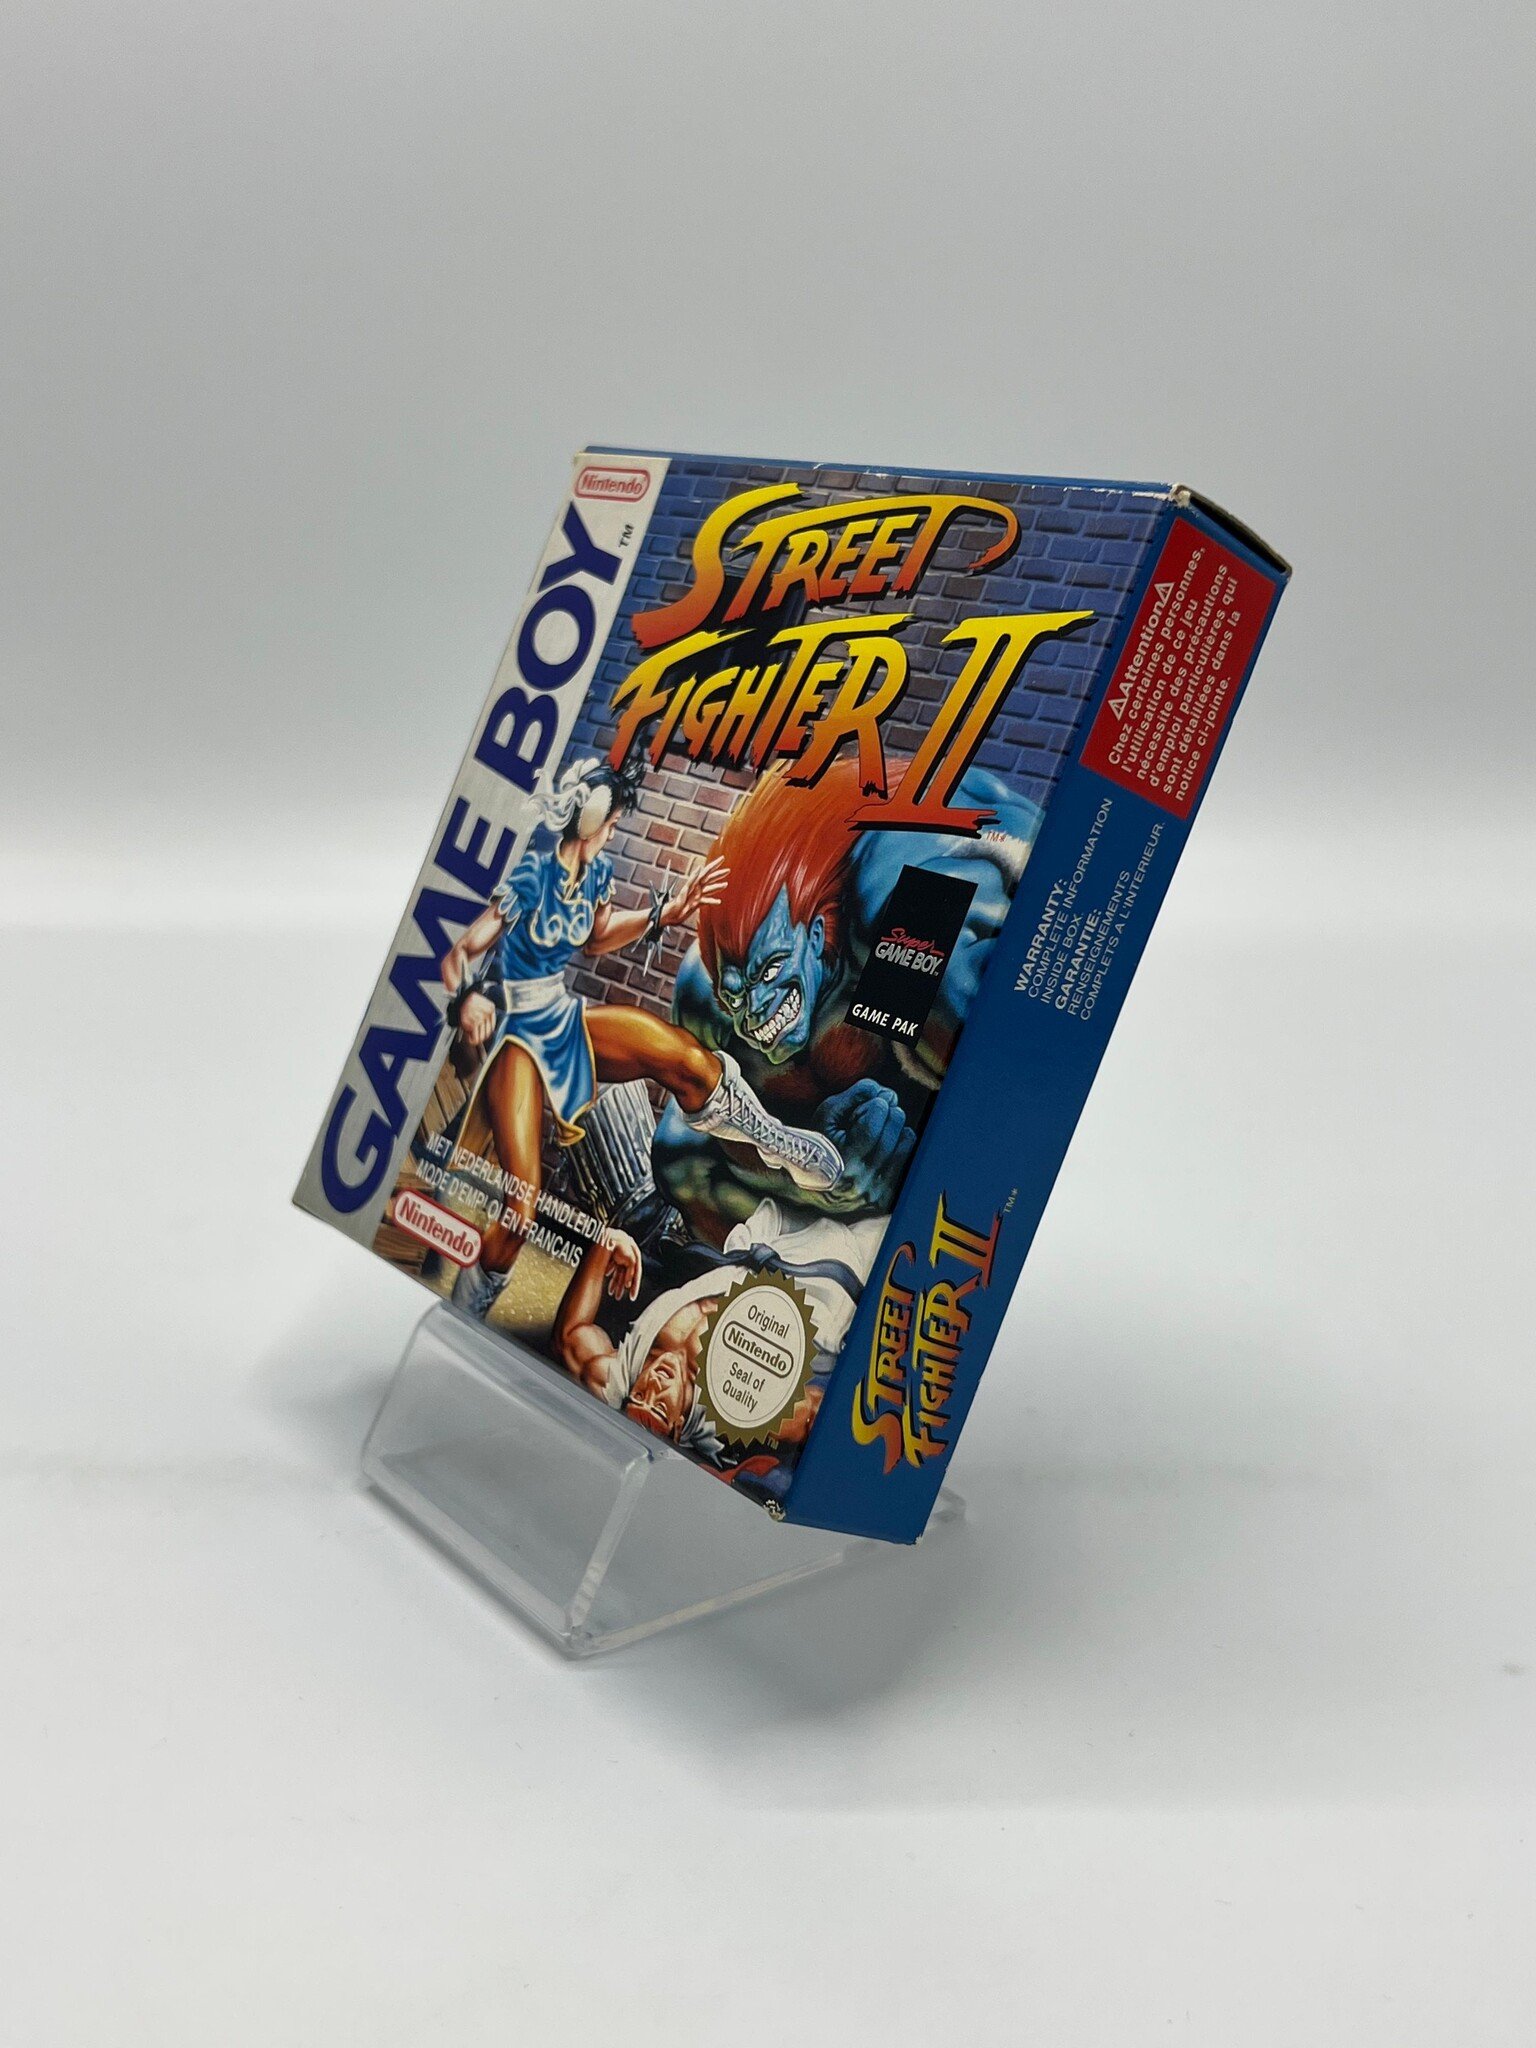 Nintendo
GAME BOY™
STREET
FIGHTER II
™*
Super
GAME BOY™
GAME PAK
MET NEDERLANDSE HANDLEIDING
MODE D'EMPLOI EN FRANÇAIS
Nintendo
Original
Nintendo
Seal of
Quality
™
⚠Attention⚠
Chez certaines personnes,
l'utilisation de ce jeu
nécessite des précautions
d'emploi particulières qui
sont détaillées dans la
notice ci-jointe.
WARRANTY:
COMPLETE INFORMATION
INSIDE BOX.
GARANTIE:
RENSEIGNEMENTS
COMPLETS A L'INTERIEUR.
STREET
FIGHTER II
™*